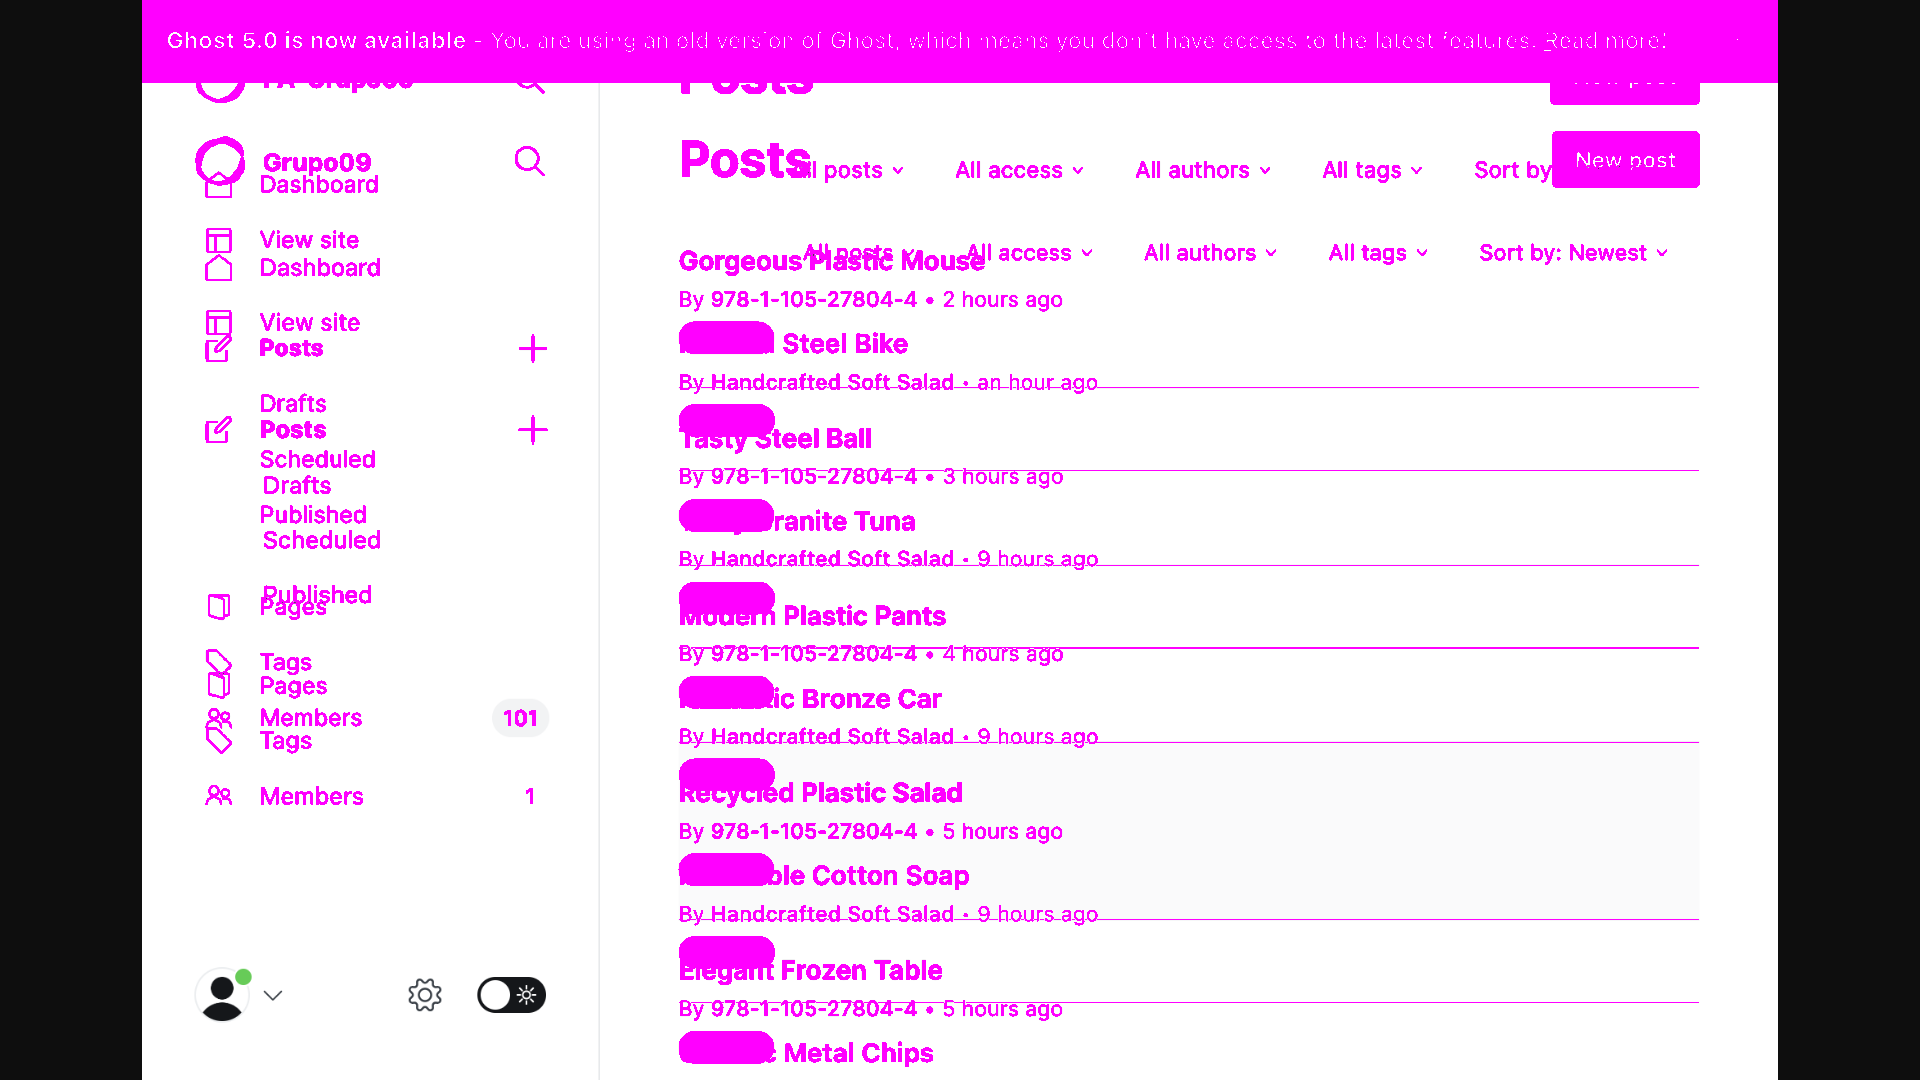 Ghost 5.0 is now available - You are using an old version of Ghost, which means you don't have access to the latest features. Read more!
Posts
New post
Grupo09
Posts
All posts
All access
All authors
All tags
Sort by
New post
Dashboard
View site
Dashboard
All posts
All access
All authors
All tags
Sort by: Newest
Gorgeous Plastic Mouse
By 978-1-105-27804-4 • 2 hours ago
View site
Posts
Steel Bike
By Handcrafted Soft Salad • an hour ago
Drafts
Posts
Tasty Steel Ball
By 978-1-105-27804-4 • 3 hours ago
Scheduled
Drafts
Published
Scheduled
Tuna
By Handcrafted Soft Salad • 9 hours ago
Published
Pages
Modern Plastic Pants
By 978-1-105-27804-4 • 4 hours ago
Tags
Pages
Bronze Car
By Handcrafted Soft Salad • 9 hours ago
Members 101
Tags
Members 1
Recycled Plastic Salad
By 978-1-105-27804-4 • 5 hours ago
Cotton Soap
By Handcrafted Soft Salad • 9 hours ago
Elegant Frozen Table
By 978-1-105-27804-4 • 5 hours ago
Metal Chips